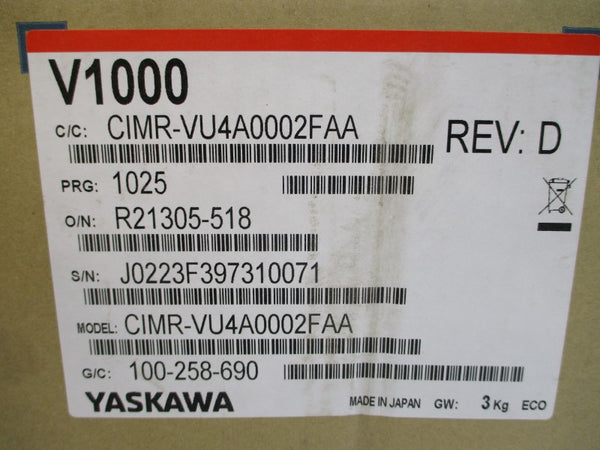 V1000
C/C: CIMR-VU4A0002FAA
REV: D
PRG: 1025
O/N: R21305-518
S/N: J0223F397310071
MODEL: CIMR-VU4A0002FAA
G/C: 100-258-690
YASKAWA MADE IN JAPAN GW: 3 Kg ECO